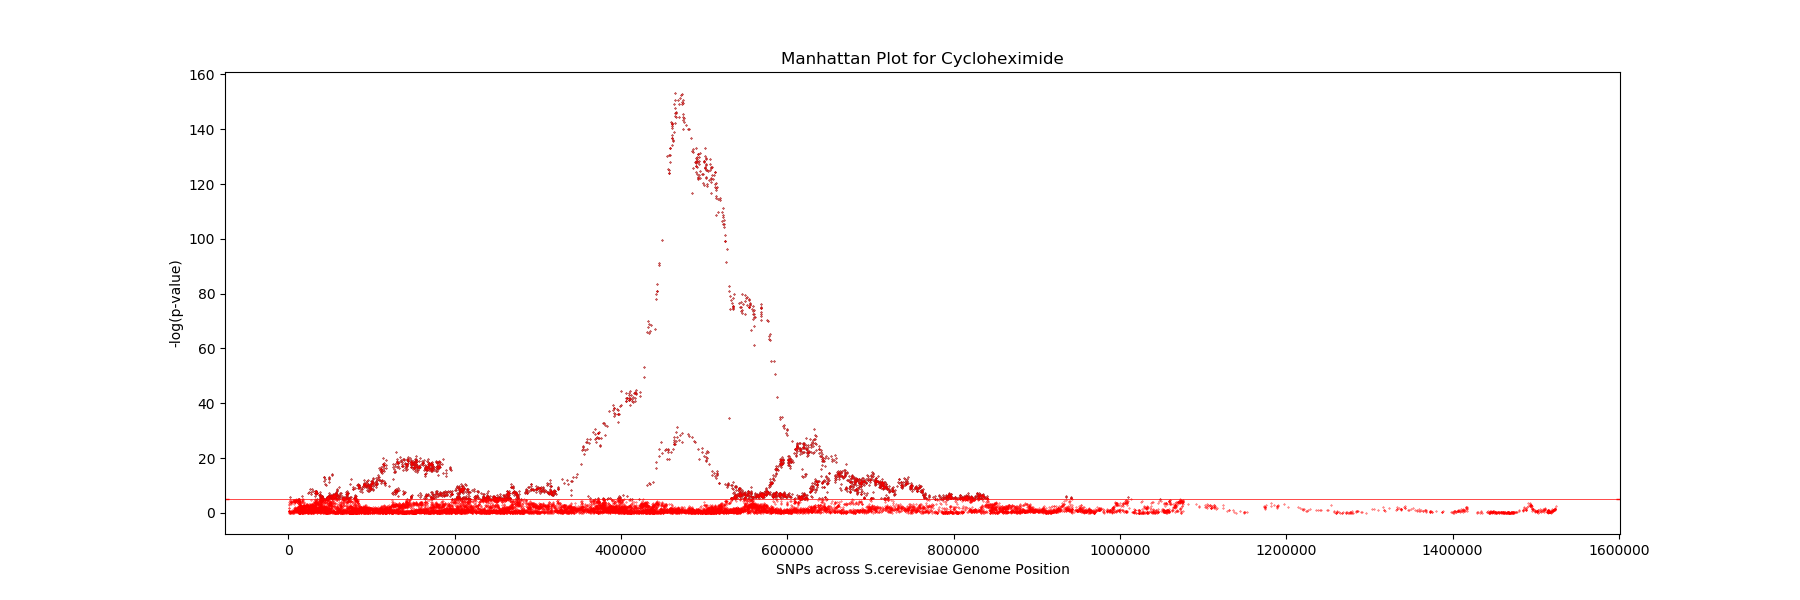 Manhattan Plot for Cycloheximide
160
140
120
100
80
60
40
20
0
-log(p-value)
0 200000 400000 600000 800000 1000000 1200000 1400000 1600000
SNPs across S.cerevisiae Genome Position